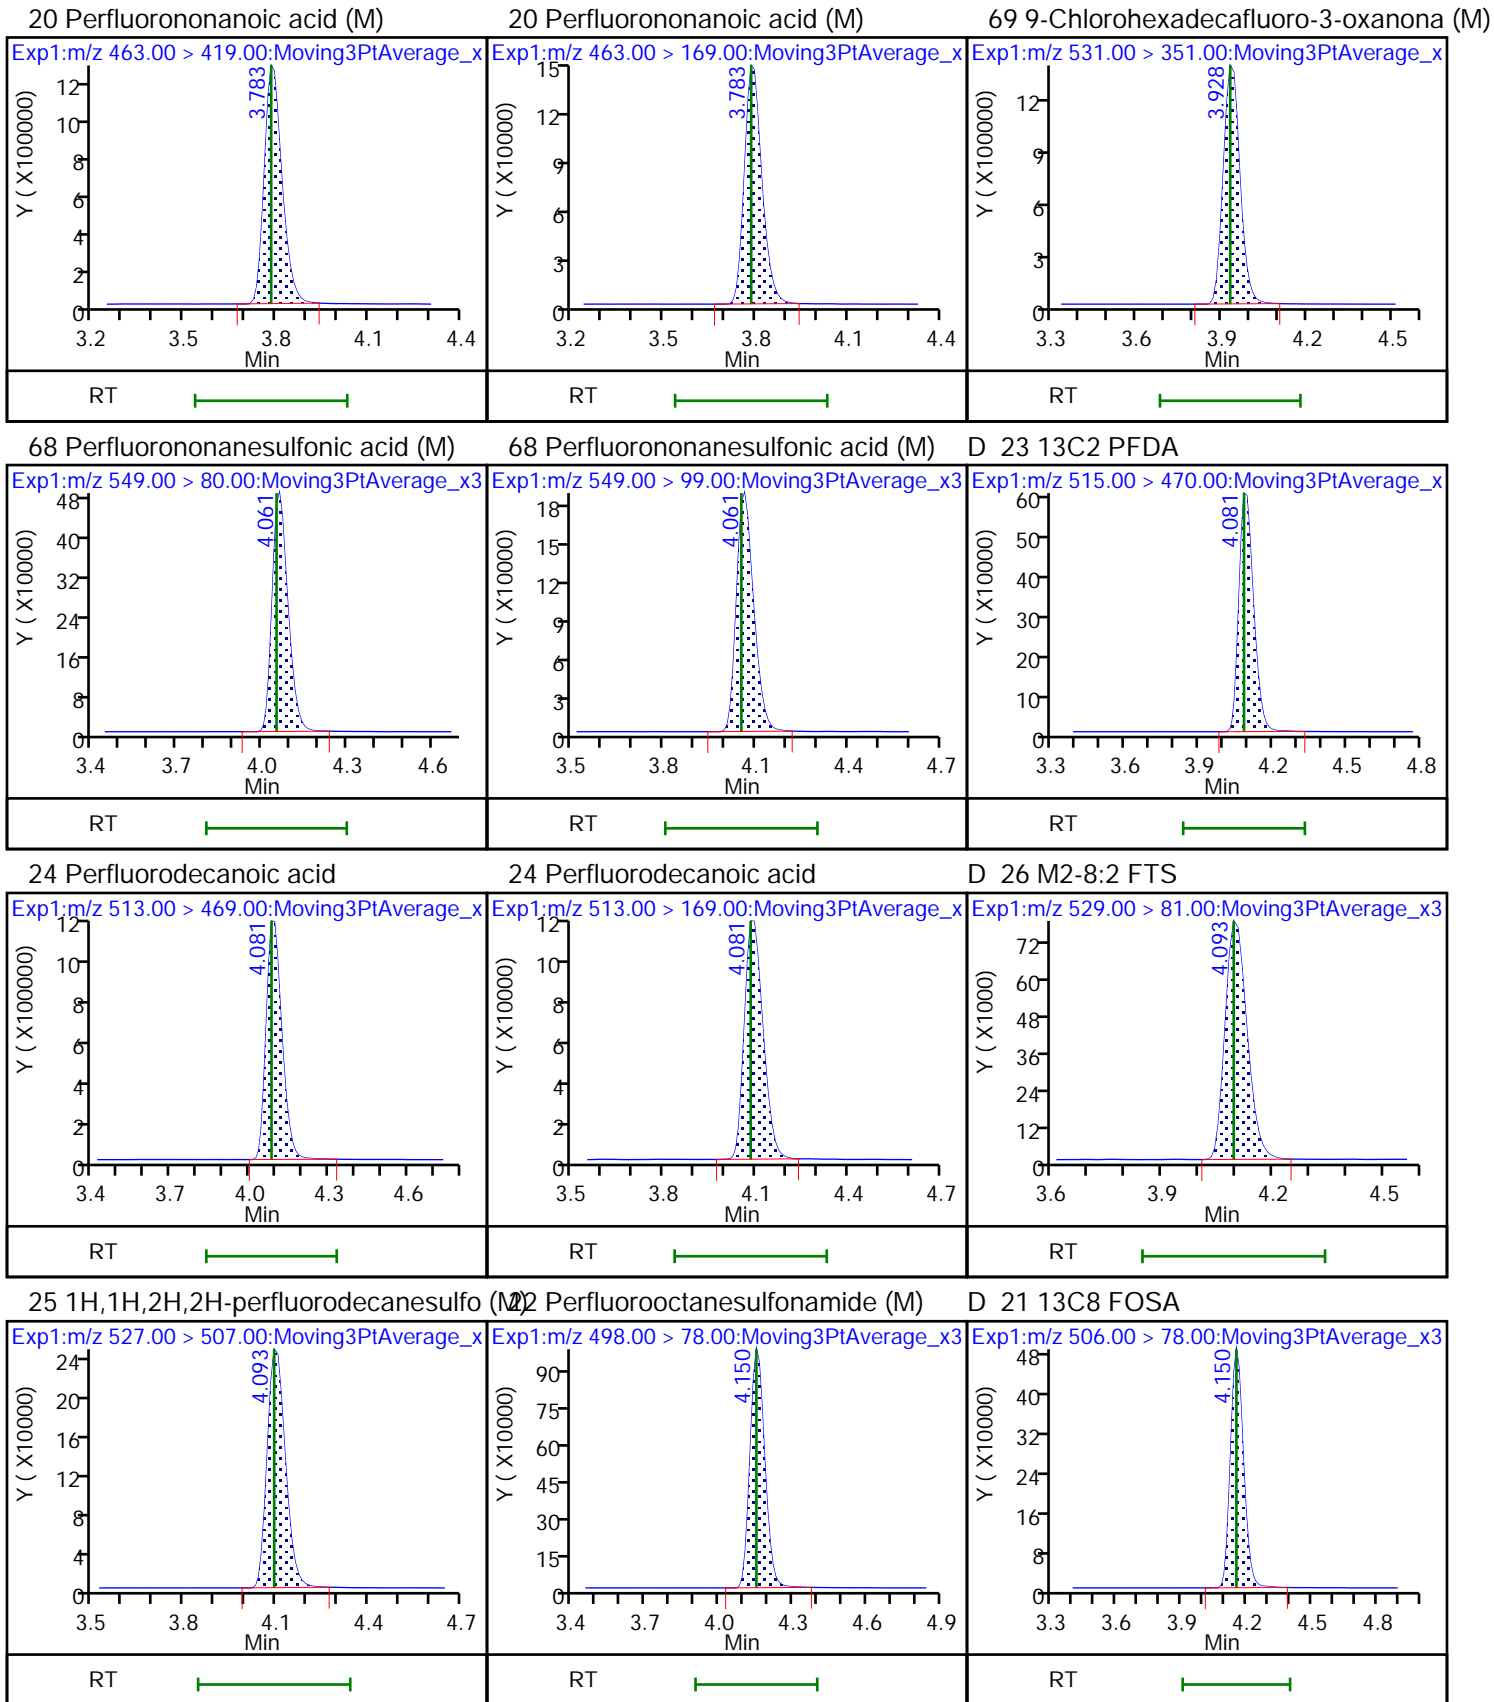 20 Perfluorononanoic acid (M)
20 Perfluorononanoic acid (M)
69 9-Chlorohexadecafluoro-3-oxanona (M)
Exp1:m/z 463.00 > 419.00:Moving3PtAverage_x
Exp1:m/z 463.00 > 169.00:Moving3PtAverage_x
Exp1:m/z 531.00 > 351.00:Moving3PtAverage_x
3.783
3.783
3.928
Y ( X100000)
12
10
8
6
4
2
0
Y ( X100000)
15
12
9
6
3
0
Y ( X100000)
12
9
6
3
0
3.2 3.5 3.8 4.1 4.4
3.2 3.5 3.8 4.1 4.4
3.3 3.6 3.9 4.2 4.5
Min
Min
Min
RT
RT
RT
68 Perfluorononanesulfonic acid (M)
68 Perfluorononanesulfonic acid (M)
D 23 13C2 PFDA
Exp1:m/z 549.00 > 80.00:Moving3PtAverage_x3
Exp1:m/z 549.00 > 99.00:Moving3PtAverage_x3
Exp1:m/z 515.00 > 470.00:Moving3PtAverage_x
4.061
4.061
4.081
Y ( X10000)
48
40
32
24
16
8
0
Y ( X10000)
18
15
12
9
6
3
0
Y ( X10000)
60
50
40
30
20
10
0
3.4 3.7 4.0 4.3 4.6
3.5 3.8 4.1 4.4 4.7
3.3 3.6 3.9 4.2 4.5 4.8
Min
Min
Min
RT
RT
RT
24 Perfluorodecanoic acid
24 Perfluorodecanoic acid
D 26 M2-8:2 FTS
Exp1:m/z 513.00 > 469.00:Moving3PtAverage_x
Exp1:m/z 513.00 > 169.00:Moving3PtAverage_x
Exp1:m/z 529.00 > 81.00:Moving3PtAverage_x3
4.081
4.081
4.093
Y ( X100000)
12
10
8
6
4
2
0
Y ( X10000)
12
10
8
6
4
2
0
Y ( X1000)
72
60
48
36
24
12
0
3.4 3.7 4.0 4.3 4.6
3.5 3.8 4.1 4.4 4.7
3.6 3.9 4.2 4.5
Min
Min
Min
RT
RT
RT
25 1H,1H,2H,2H-perfluorodecanesulfo (M)
22 Perfluorooctanesulfonamide (M)
D 21 13C8 FOSA
Exp1:m/z 527.00 > 507.00:Moving3PtAverage_x
Exp1:m/z 498.00 > 78.00:Moving3PtAverage_x3
Exp1:m/z 506.00 > 78.00:Moving3PtAverage_x3
4.093
4.150
4.150
Y ( X10000)
24
20
16
12
8
4
0
Y ( X10000)
90
75
60
45
30
15
0
Y ( X10000)
48
40
32
24
16
8
0
3.5 3.8 4.1 4.4 4.7
3.4 3.7 4.0 4.3 4.6 4.9
3.3 3.6 3.9 4.2 4.5 4.8
Min
Min
Min
RT
RT
RT